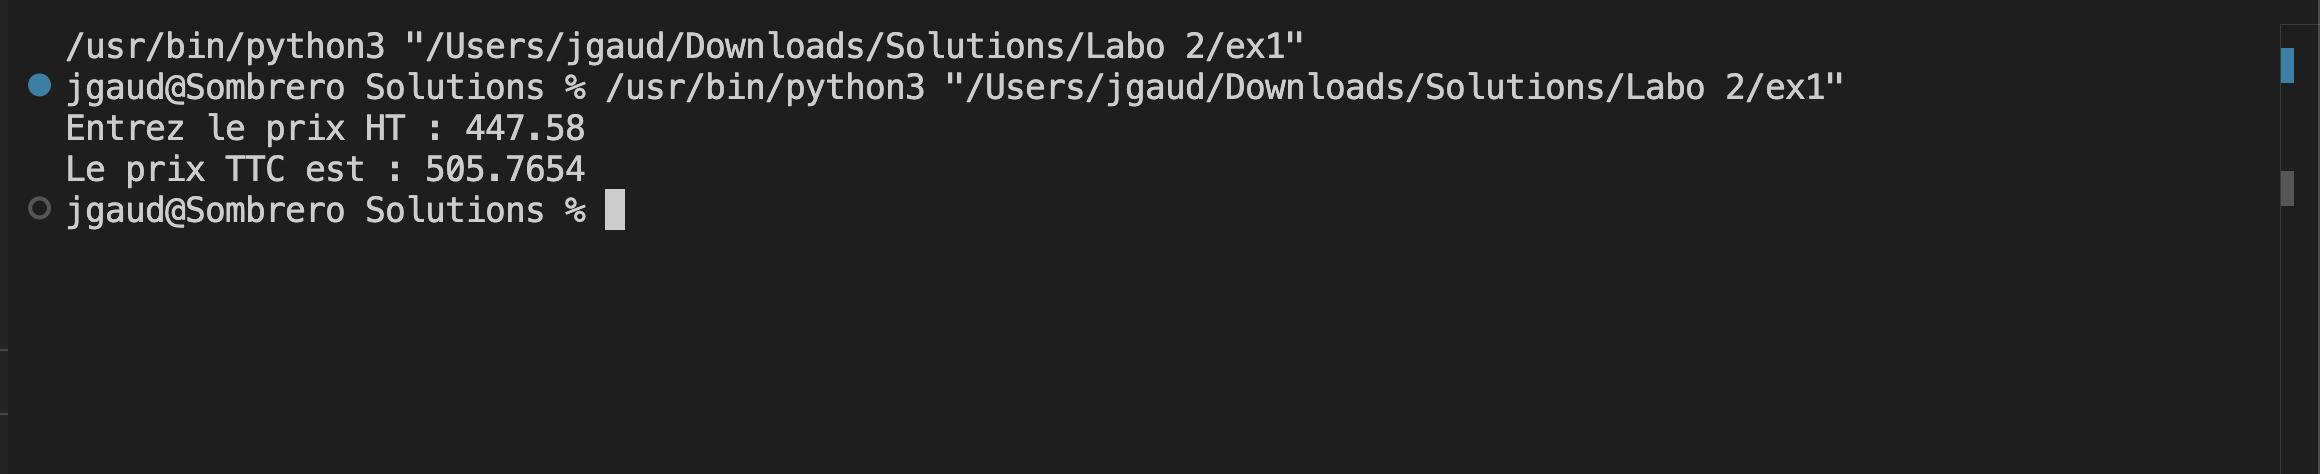 /usr/bin/python3 "/Users/jgaud/Downloads/Solutions/Labo 2/ex1"
jgaud@Sombrero Solutions % /usr/bin/python3 "/Users/jgaud/Downloads/Solutions/Labo 2/ex1"
Entrez le prix HT : 447.58
Le prix TTC est : 505.7654
jgaud@Sombrero Solutions %